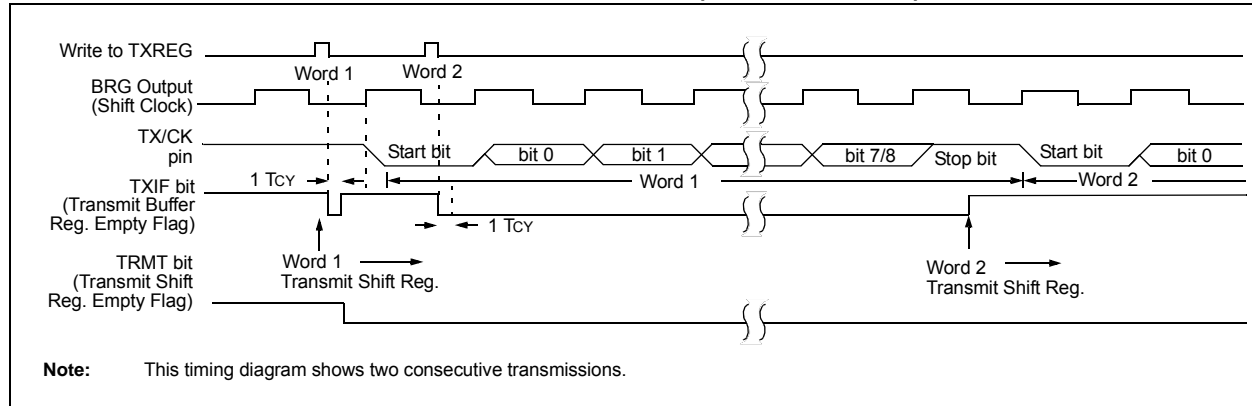 Write to TXREG
Word 1
Word 2
BRG Output
(Shift Clock)
TX/CK
pin
Start bit
bit 0
bit 1
bit 7/8
Stop bit
Start bit
bit 0
1 TCY
Word 1
Word 2
TXIF bit
(Transmit Buffer
Reg. Empty Flag)
1 TCY
Word 1
Transmit Shift Reg.
Word 2
Transmit Shift Reg.
TRMT bit
(Transmit Shift
Reg. Empty Flag)
Note: This timing diagram shows two consecutive transmissions.